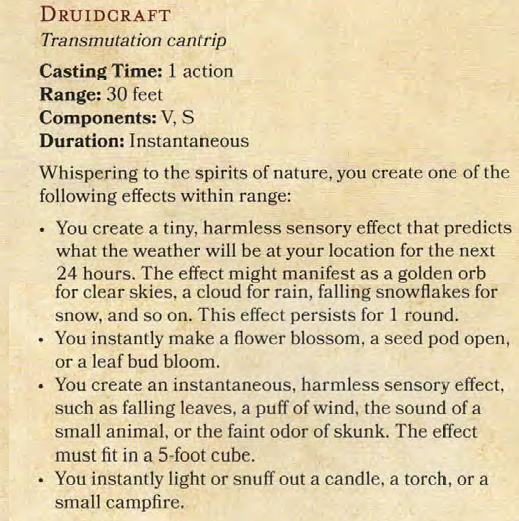 DRUIDCRAFT
Transmutation cantrip
Casting Time: 1 action
Range: 30 feet
Components: V, S
Duration: Instantaneous
Whispering to the spirits of nature, you create one of the
following effects within range:
• You create a tiny, harmless sensory effect that predicts
what the weather will be at your location for the next
24 hours. The effect might manifest as a golden orb
for clear skies, a cloud for rain, falling snowflakes for
snow, and so on. This effect persists for 1 round.
• You instantly make a flower blossom, a seed pod open,
or a leaf bud bloom.
• You create an instantaneous, harmless sensory effect,
such as falling leaves, a puff of wind, the sound of a
small animal, or the faint odor of skunk. The effect
must fit in a 5-foot cube.
• You instantly light or snuff out a candle, a torch, or a
small campfire.